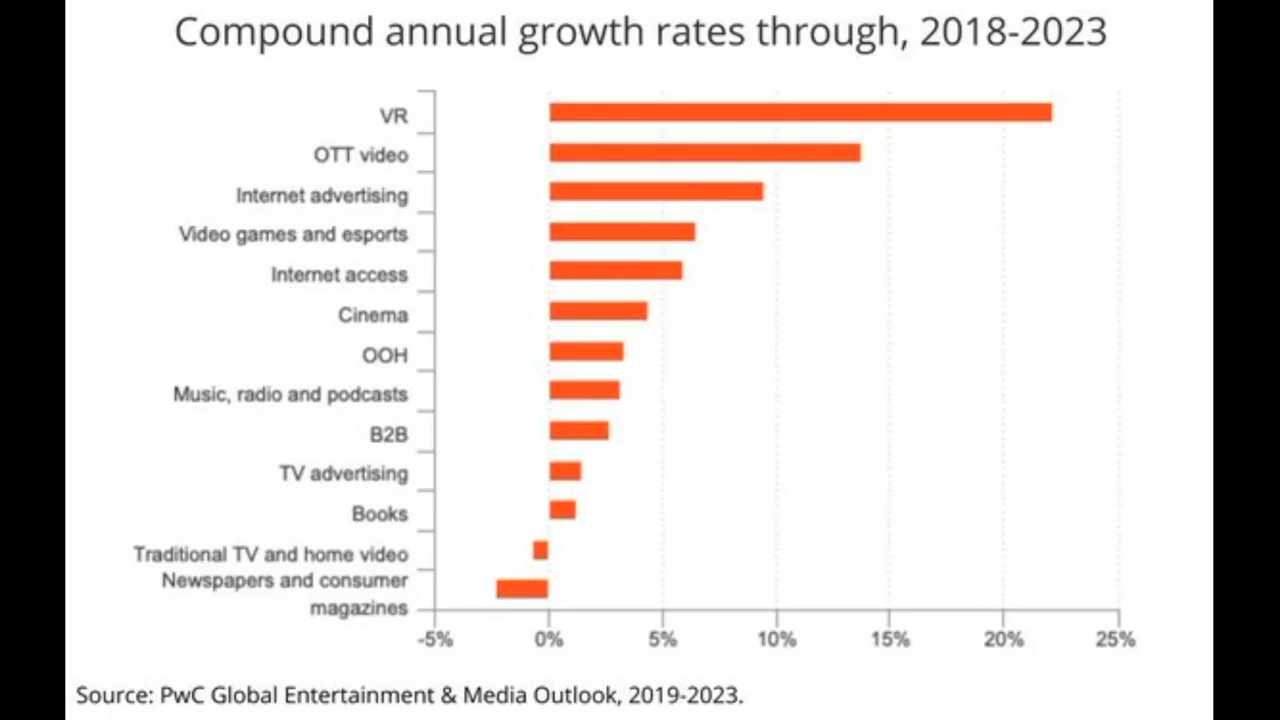 Compound annual growth rates through, 2018-2023
VR
OTT video
Internet advertising
Video games and esports
Internet access
Cinema
OOH
Music, radio and podcasts
B2B
TV advertising
Books
Traditional TV and home video
Newspapers and consumer
magazines
-5% 0% 5% 10% 15% 20% 25%
Source: PwC Global Entertainment & Media Outlook, 2019-2023.